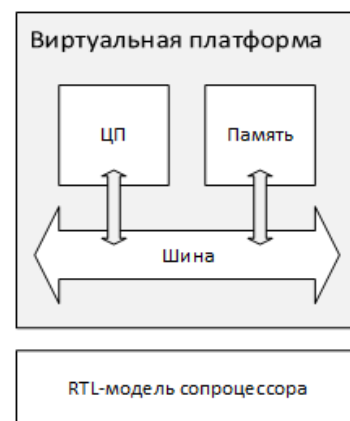 Виртуальная платформа
ЦП
Память
Шина
RTL-модель сопроцессора